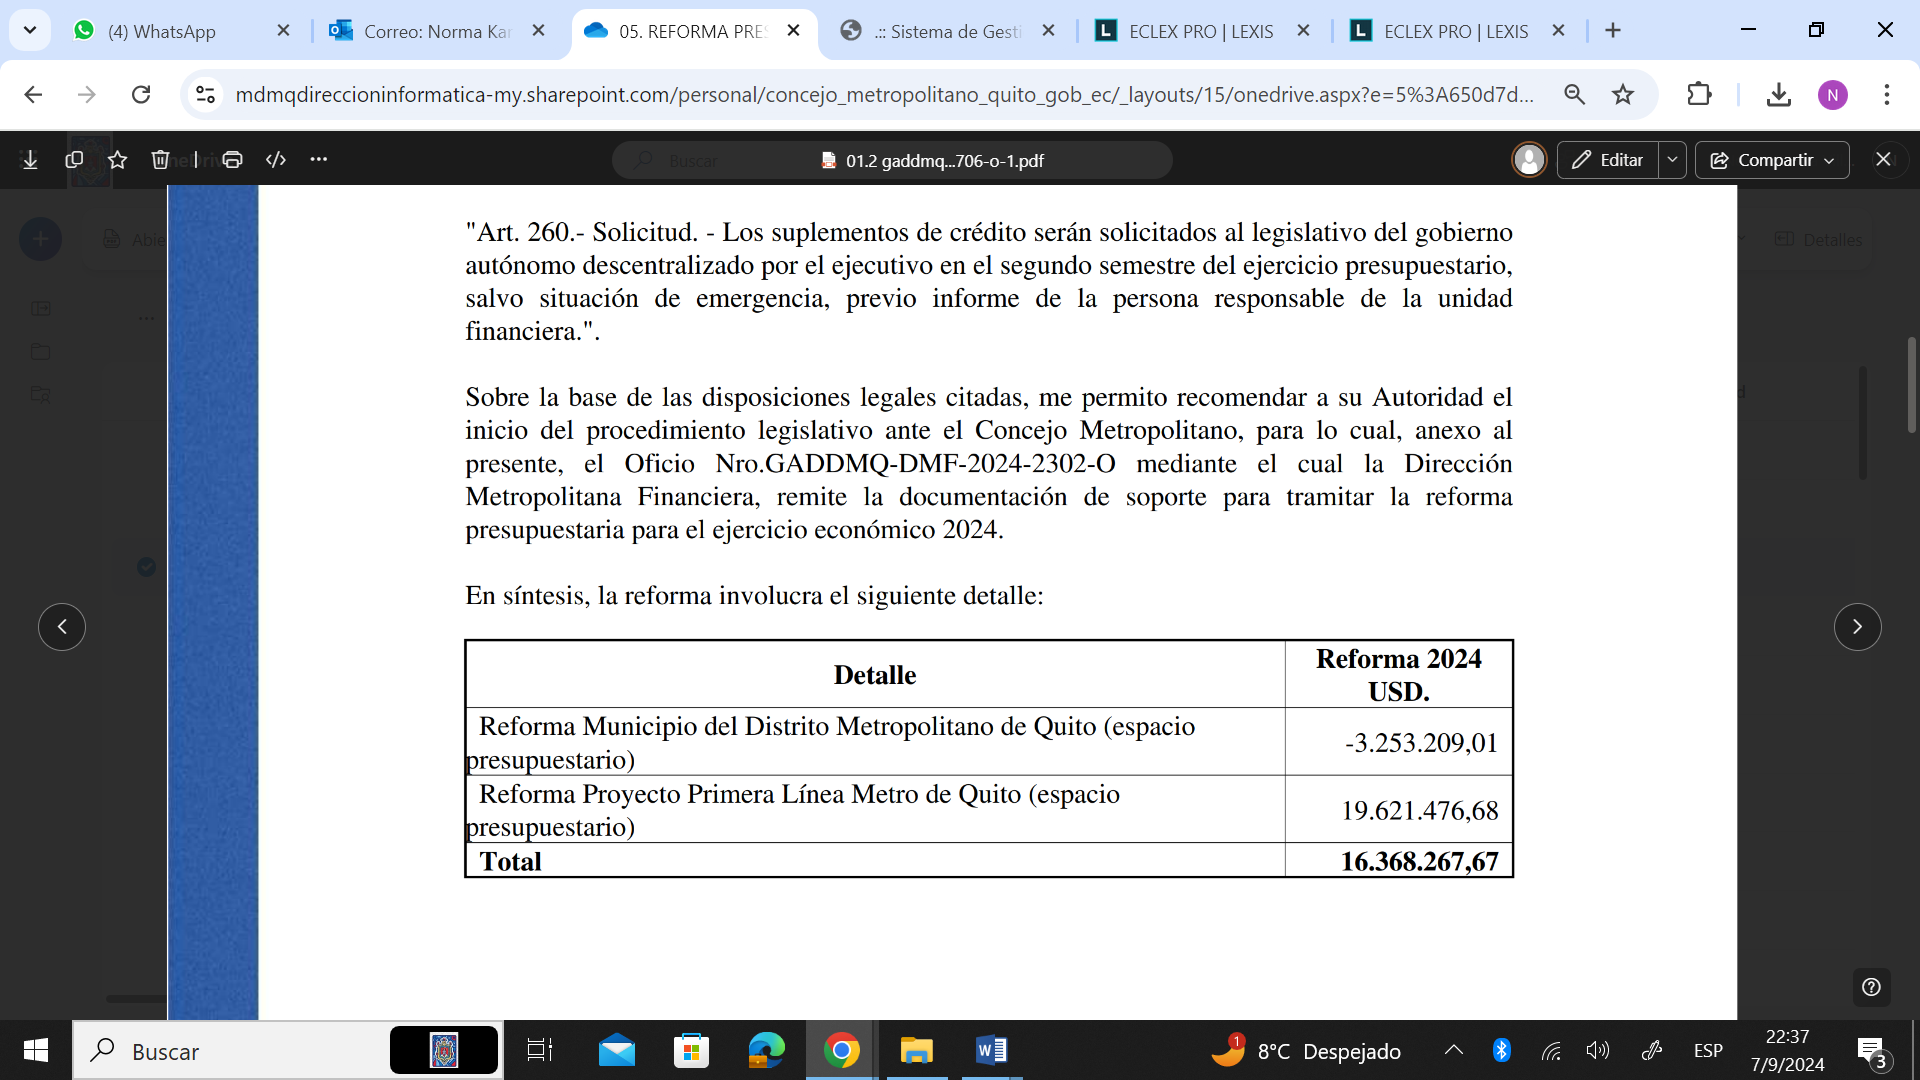 (4) WhatsApp
Correo: Norma Kar
05. REFORMA PRES
.:: Sistema de Gesti
ECLEX PRO | LEXIS
ECLEX PRO | LEXIS
mdmqdireccioninformatica-my.sharepoint.com/personal/concejo_metropolitano_quito_gob_ec/_layouts/15/onedrive.aspx?e=5%3A650d7d...
N
Buscar
01.2 gaddmq...706-o-1.pdf
Editar
Compartir
Detalles
"Art. 260.- Solicitud. - Los suplementos de crédito serán solicitados al legislativo del gobierno
autónomo descentralizado por el ejecutivo en el segundo semestre del ejercicio presupuestario,
salvo situación de emergencia, previo informe de la persona responsable de la unidad
financiera.".
Sobre la base de las disposiciones legales citadas, me permito recomendar a su Autoridad el
inicio del procedimiento legislativo ante el Concejo Metropolitano, para lo cual, anexo al
presente, el Oficio Nro.GADDMQ-DMF-2024-2302-O mediante el cual la Dirección
Metropolitana Financiera, remite la documentación de soporte para tramitar la reforma
presupuestaria para el ejercicio económico 2024.
En síntesis, la reforma involucra el siguiente detalle:
Detalle
Reforma 2024
USD.
Reforma Municipio del Distrito Metropolitano de Quito (espacio
presupuestario)
-3.253.209,01
Reforma Proyecto Primera Línea Metro de Quito (espacio
presupuestario)
19.621.476,68
Total
16.368.267,67
Buscar
1
8°C Despejado
ESP
22:37
7/9/2024
3